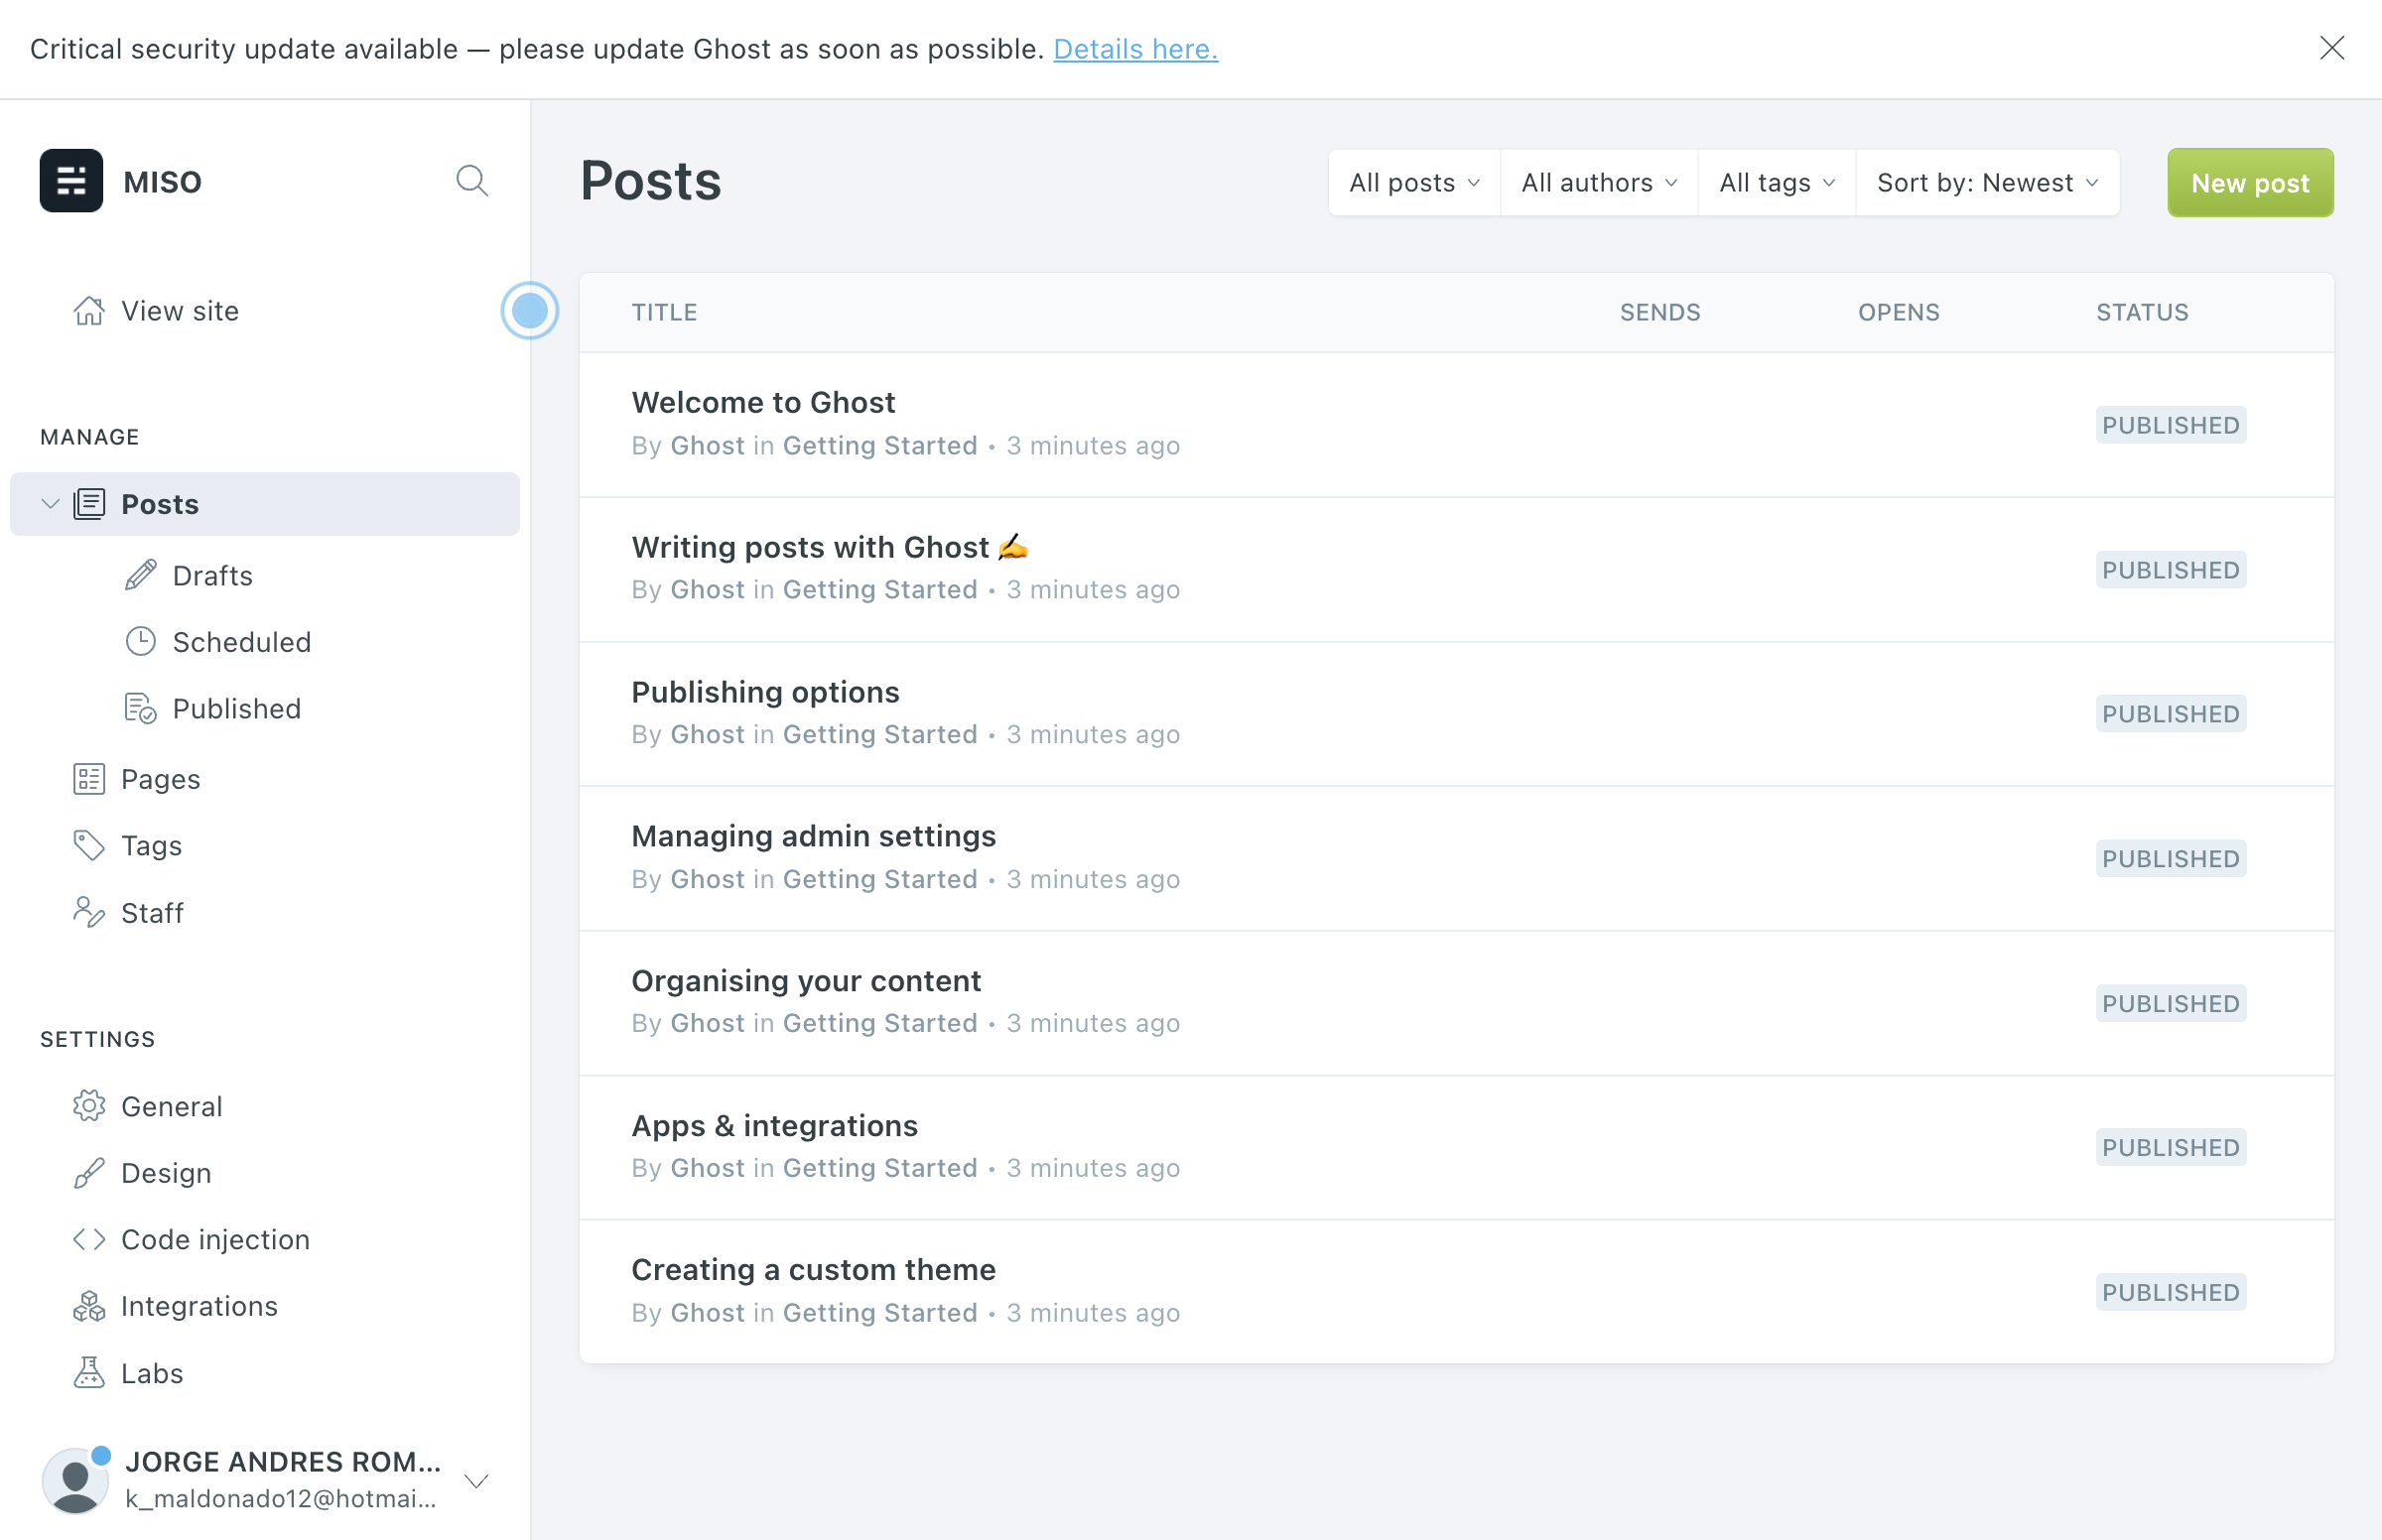 Critical security update available — please update Ghost as soon as possible. Details here.
MISO
View site
MANAGE
Posts
Drafts
Scheduled
Published
Pages
Tags
Staff
SETTINGS
General
Design
Code injection
Integrations
Labs
JORGE ANDRES ROM...
k_maldonado12@hotmai...
Posts
All posts
All authors
All tags
Sort by: Newest
New post
TITLE SENDS OPENS STATUS
Welcome to Ghost
By Ghost in Getting Started • 3 minutes ago
PUBLISHED
Writing posts with Ghost ✍️
By Ghost in Getting Started • 3 minutes ago
PUBLISHED
Publishing options
By Ghost in Getting Started • 3 minutes ago
PUBLISHED
Managing admin settings
By Ghost in Getting Started • 3 minutes ago
PUBLISHED
Organising your content
By Ghost in Getting Started • 3 minutes ago
PUBLISHED
Apps & integrations
By Ghost in Getting Started • 3 minutes ago
PUBLISHED
Creating a custom theme
By Ghost in Getting Started • 3 minutes ago
PUBLISHED